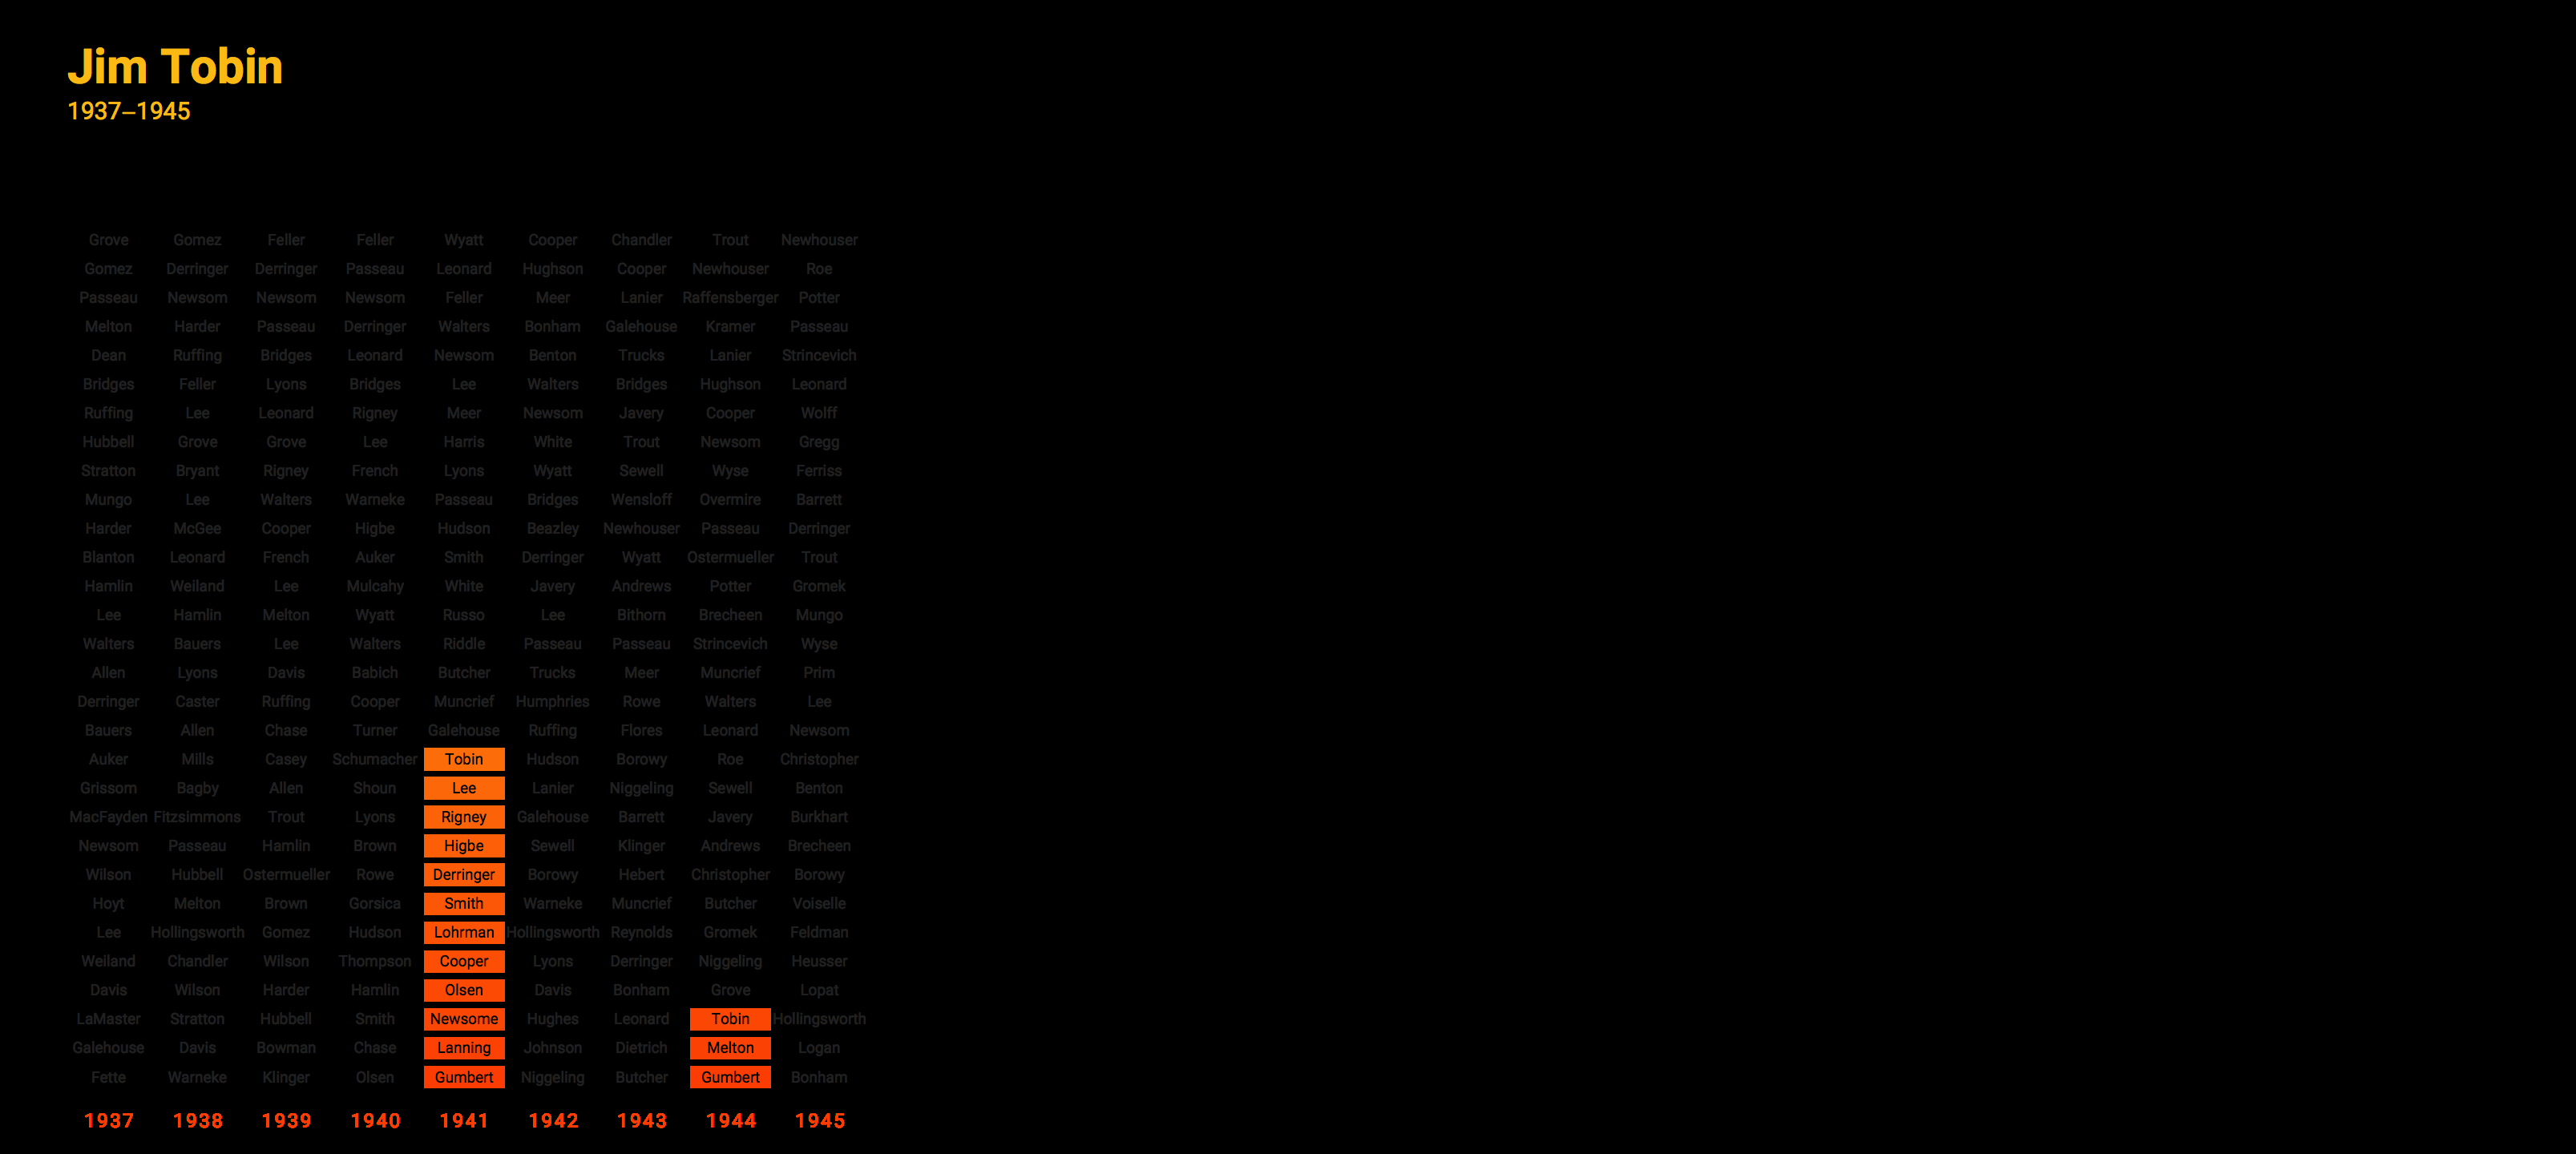 Jim Tobin
1937–1945
Grove Gomez Feller Feller Wyatt Cooper Chandler Trout Newhouser
Gomez Derringer Derringer Passeau Leonard Hughson Cooper Newhouser Roe
Passeau Newsom Newsom Newsom Feller Meer Lanier Raffensberger Potter
Melton Harder Passeau Derringer Walters Bonham Galehouse Kramer Passeau
Dean Ruffing Bridges Leonard Newsom Benton Trucks Lanier Strincevich
Bridges Feller Lyons Bridges Lee Walters Bridges Hughson Leonard
Ruffing Lee Leonard Rigney Meer Newsom Javery Cooper Wolff
Hubbell Grove Grove Lee Harris White Trout Newsom Gregg
Stratton Bryant Rigney French Lyons Wyatt Sewell Wyse Ferriss
Mungo Lee Walters Warneke Passeau Bridges Wensloff Overmire Barrett
Harder McGee Cooper Higbe Hudson Beazley Newhouser Passeau Derringer
Blanton Leonard French Auker Smith Derringer Wyatt Ostermueller Trout
Hamlin Weiland Lee Mulcahy White Javery Andrews Potter Gromek
Lee Hamlin Melton Wyatt Russo Lee Bithorn Brecheen Mungo
Walters Bauers Lee Walters Riddle Passeau Passeau Strincevich Wyse
Allen Lyons Davis Babich Butcher Trucks Meer Muncrief Prim
Derringer Caster Ruffing Cooper Muncrief Humphries Rowe Walters Lee
Bauers Allen Chase Turner Galehouse Ruffing Flores Leonard Newsom
Auker Mills Casey Schumacher Tobin Hudson Borowy Roe Christopher
Grissom Bagby Allen Shoun Lee Lanier Niggeling Sewell Benton
MacFayden Fitzsimmons Trout Lyons Rigney Galehouse Barrett Javery Burkhart
Newsom Passeau Hamlin Brown Higbe Sewell Klinger Andrews Brecheen
Wilson Hubbell Ostermueller Rowe Derringer Borowy Hebert Christopher Borowy
Hoyt Melton Brown Gorsica Smith Warneke Muncrief Butcher Voiselle
Lee Hollingsworth Gomez Hudson Lohrman Hollingsworth Reynolds Gromek Feldman
Weiland Chandler Wilson Thompson Cooper Lyons Derringer Niggeling Heusser
Davis Wilson Harder Hamlin Olsen Davis Bonham Grove Lopat
LaMaster Stratton Hubbell Smith Newsome Hughes Leonard Tobin Hollingsworth
Galehouse Davis Bowman Chase Lanning Johnson Dietrich Melton Logan
Fette Warneke Klinger Olsen Gumbert Niggeling Butcher Gumbert Bonham
1937 1938 1939 1940 1941 1942 1943 1944 1945